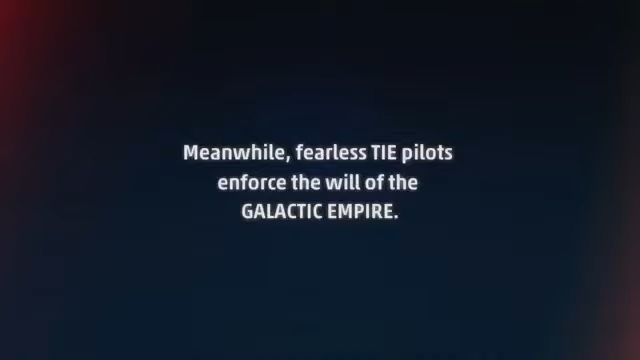 Meanwhile, fearless TIE pilots
enforce the will of the
GALACTIC EMPIRE.